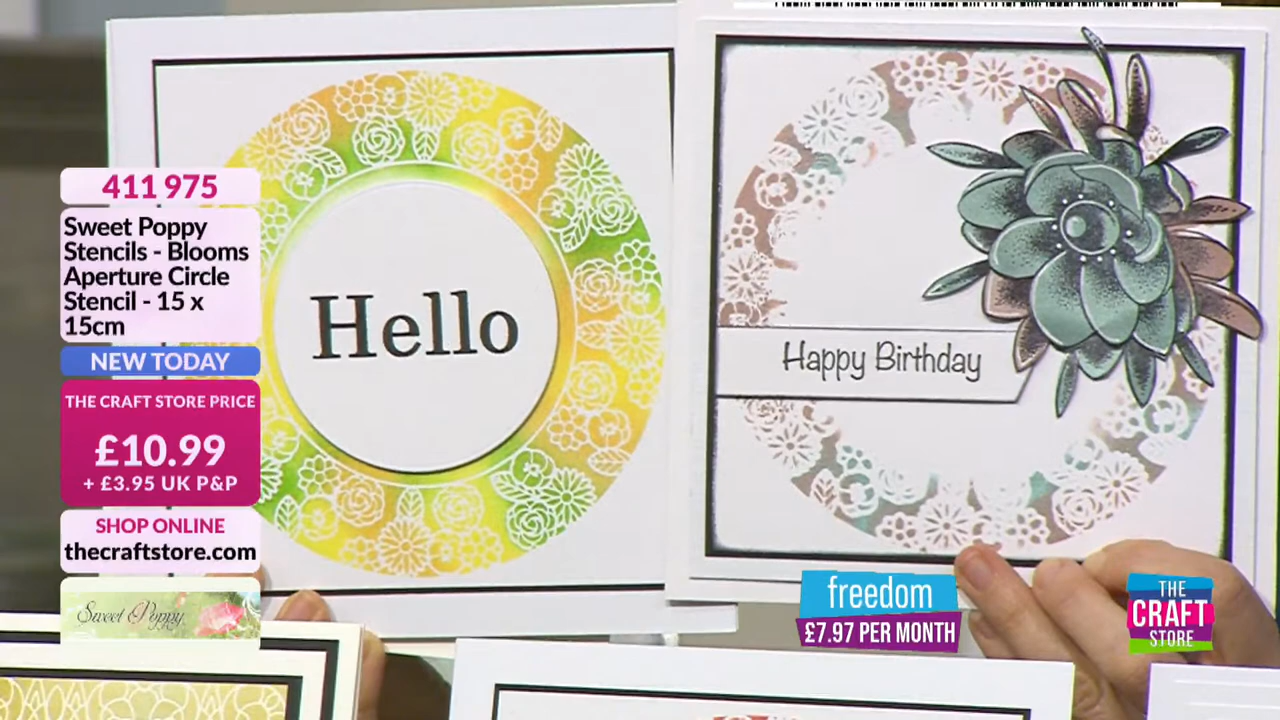 411 975
Sweet Poppy
Stencils - Blooms
Aperture Circle
Stencil - 15 x
15cm
NEW TODAY
THE CRAFT STORE PRICE
£10.99
+ £3.95 UK P&P
SHOP ONLINE
thecraftstore.com
Sweet Poppy
Hello
Happy Birthday
freedom
£7.97 PER MONTH
THE
CRAFT
STORE